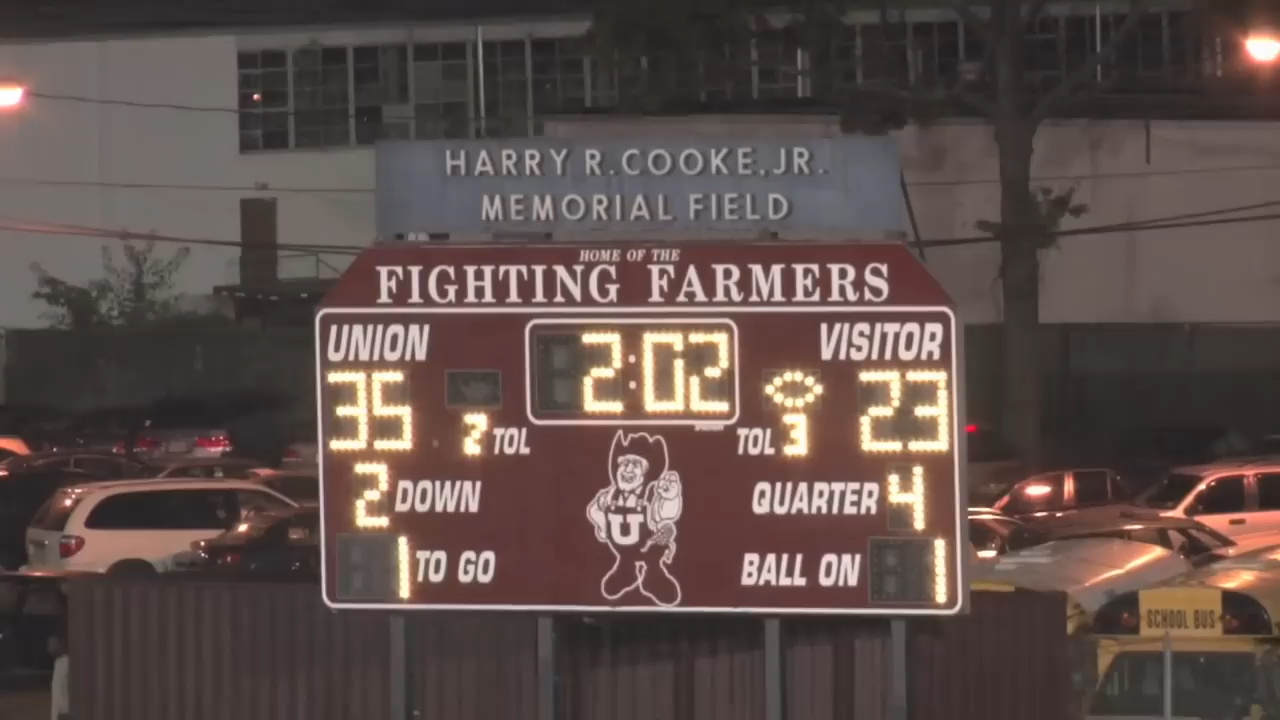 HARRY R. COOKE, JR.
MEMORIAL FIELD
HOME OF THE
FIGHTING FARMERS
UNION 2:02 VISITOR
35 23
2 TOL TOL 3
2 DOWN QUARTER 4
U
1 TO GO BALL ON 1
SCHOOL BUS